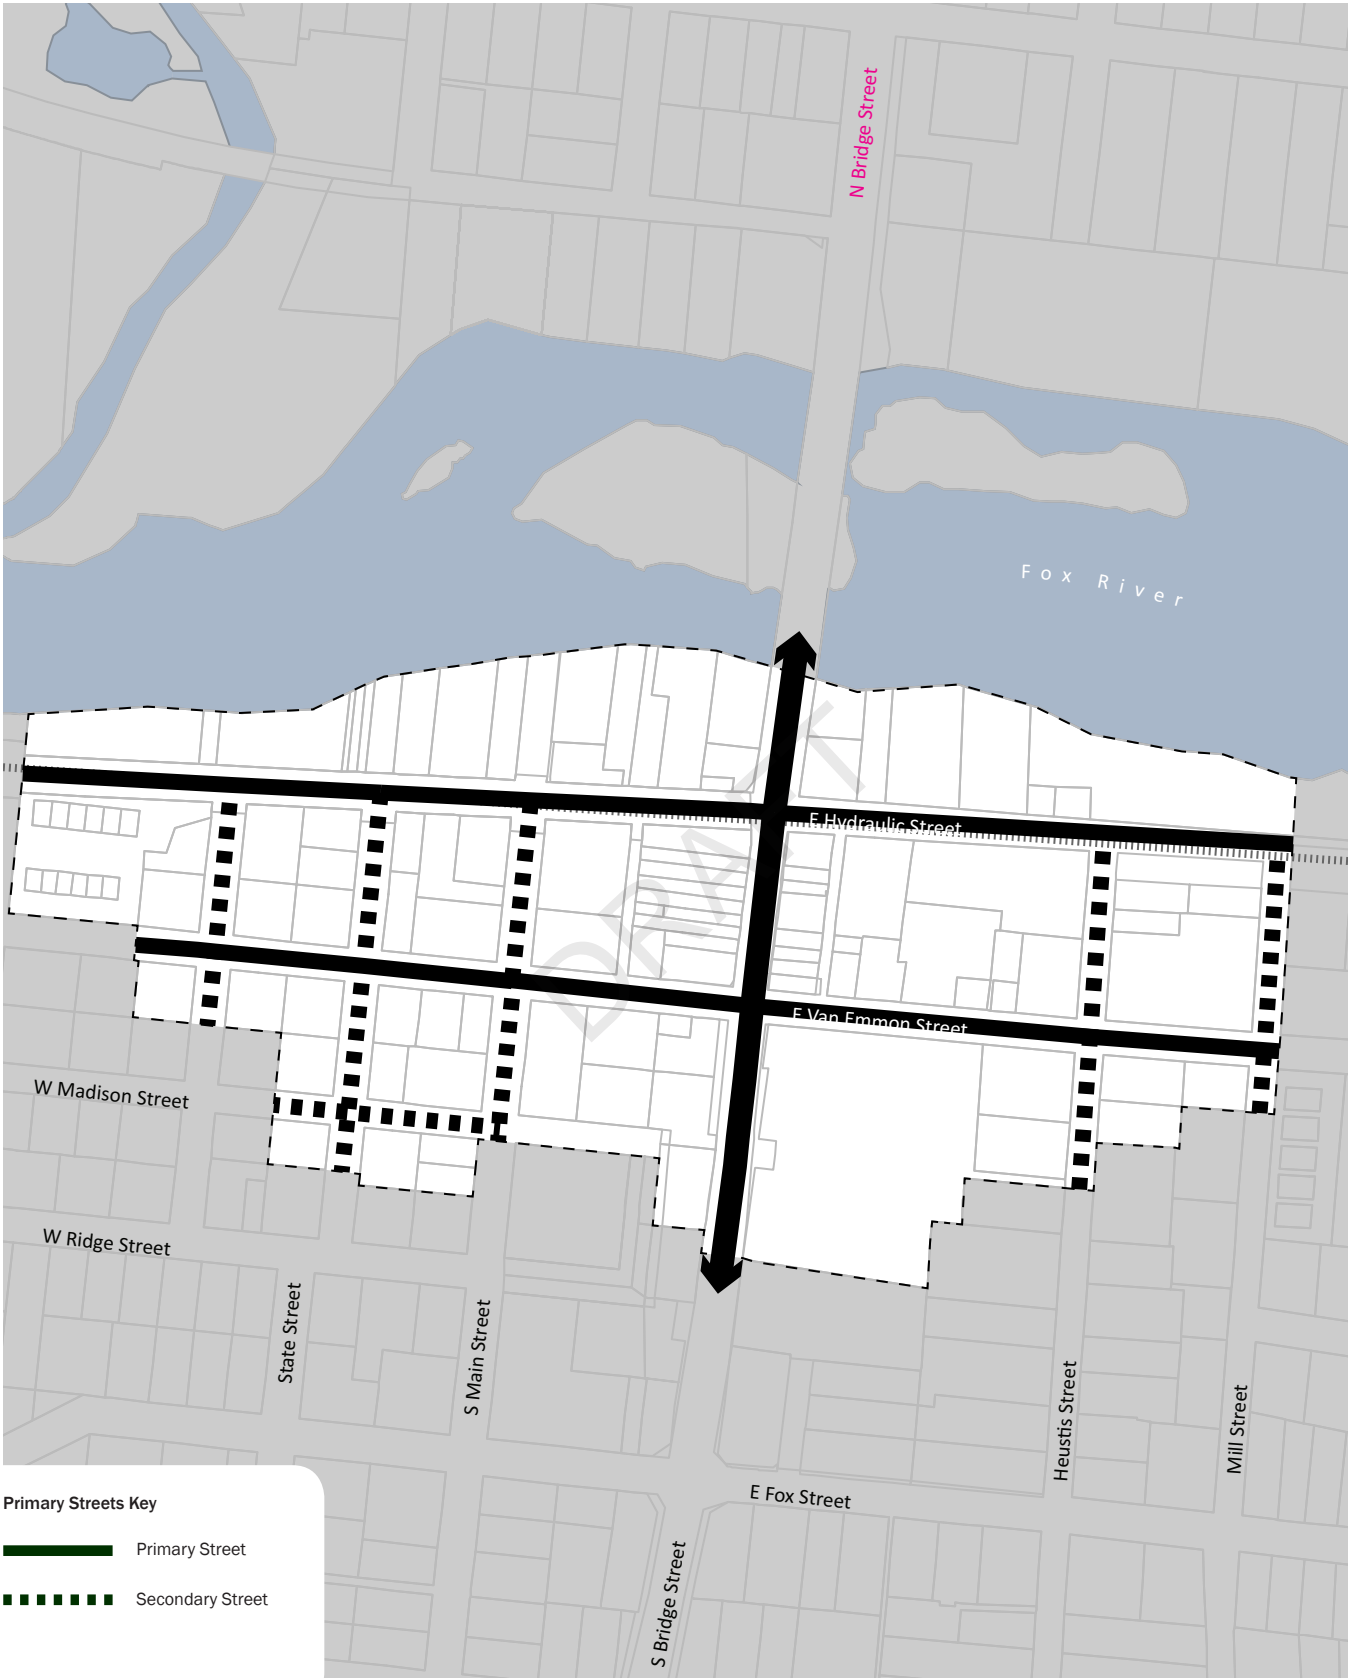 N Bridge Street
Fox River
DRAFT
E Hydraulic Street
E Van Emmon Street
W Madison Street
W Ridge Street
State Street
S Main Street
Heustis Street
Mill Street
E Fox Street
S Bridge Street
Primary Streets Key
Primary Street
Secondary Street